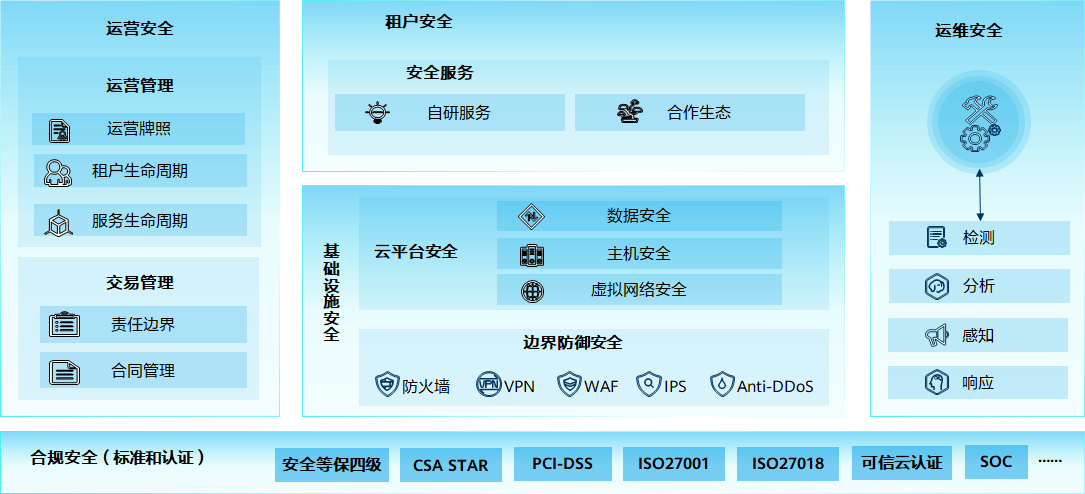 运营安全
运营管理
运营牌照
租户生命周期
服务生命周期
交易管理
责任边界
合同管理
租户安全
安全服务
自研服务
合作生态
基础设施安全
云平台安全
数据安全
主机安全
虚拟网络安全
边界防御安全
防火墙
VPN
VPN
WAF
IPS
Anti-DDoS
运维安全
检测
分析
感知
响应
合规安全（标准和认证）
安全等保四级
CSA STAR
PCI-DSS
ISO27001
ISO27018
可信云认证
SOC
……